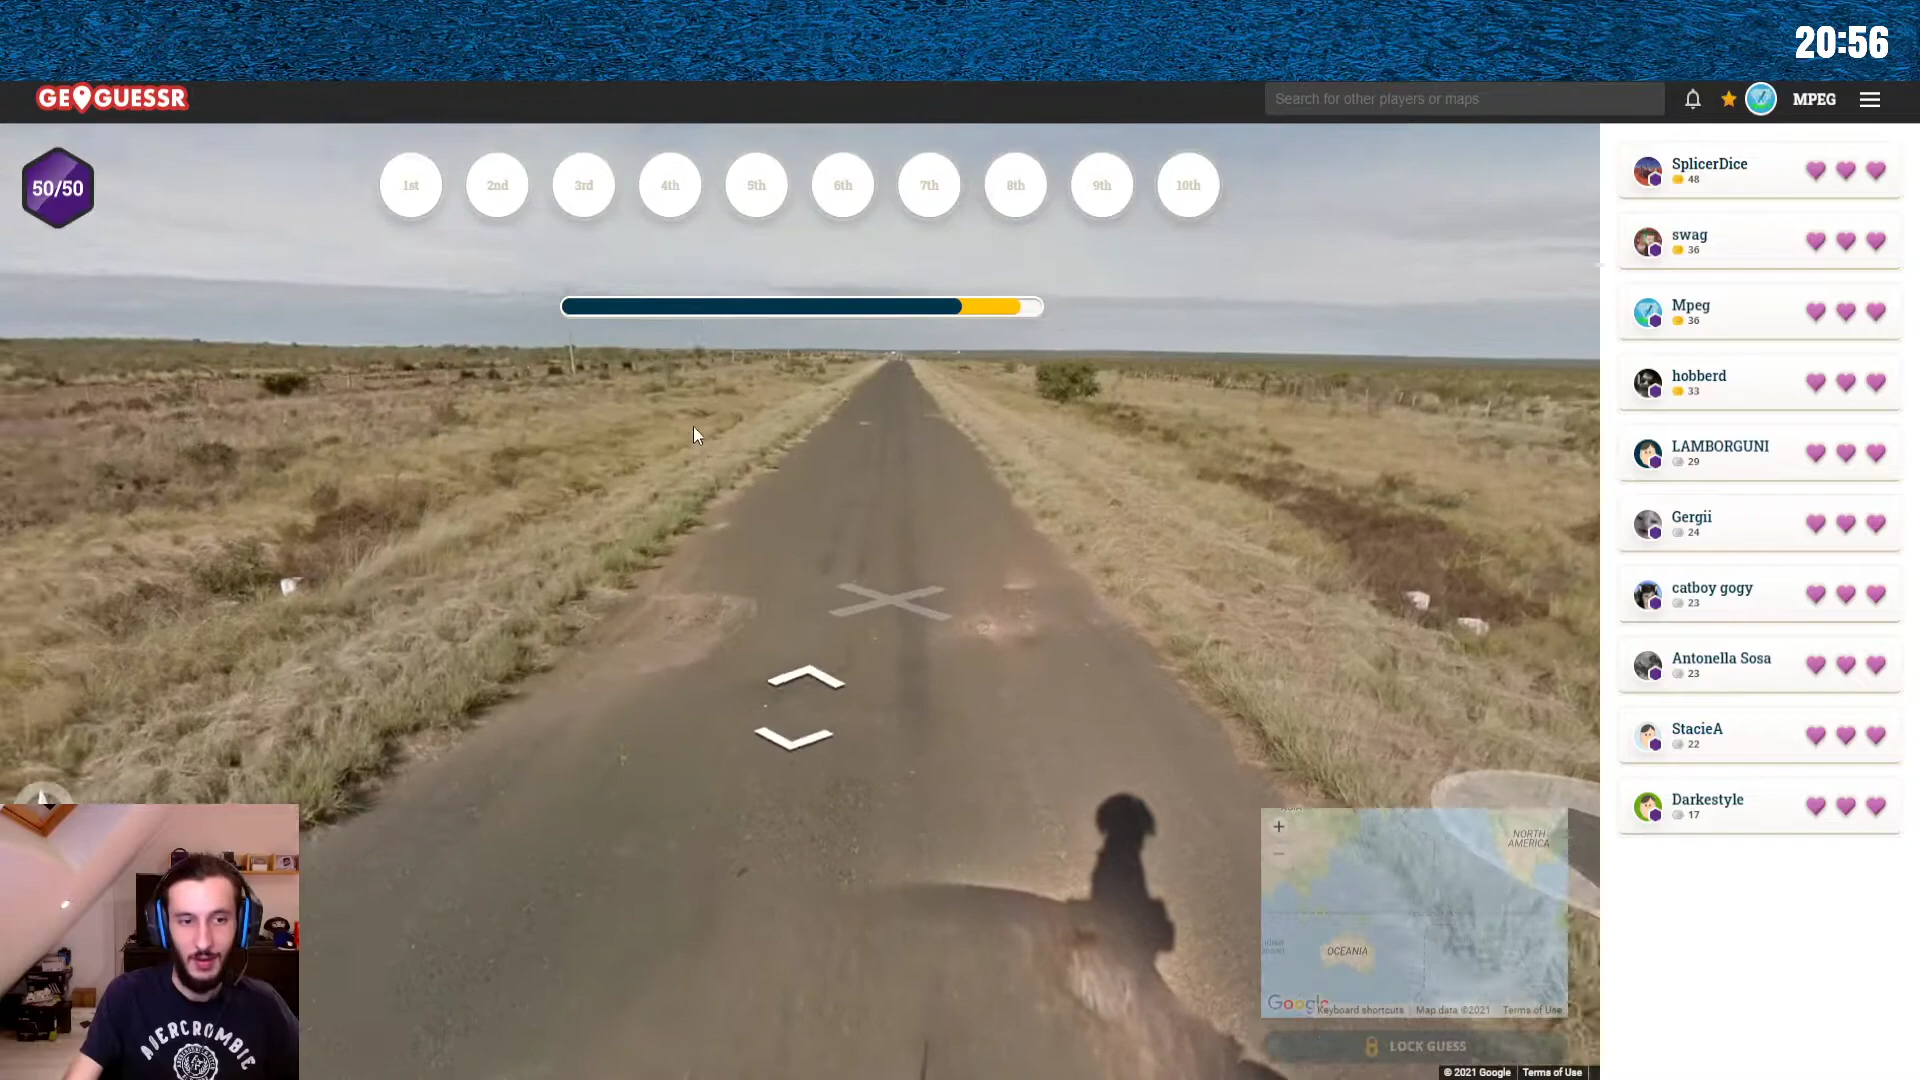 20:56
GEOGUESSR
Search for other players or maps
MPEG
50/50
1st
2nd
3rd
4th
5th
6th
7th
8th
9th
10th
SplicerDice
48
swag
36
Mpeg
36
hobberd
33
LAMBORGUNI
29
Gergii
24
catboy gogy
23
Antonella Sosa
23
StacieA
22
Darkestyle
17
ASIA
NORTH
AMERICA
OCEANIA
Google
Keyboard shortcuts
Map data ©2021
Terms of Use
LOCK GUESS
© 2021 Google
Terms of Use
ABERCROMBIE